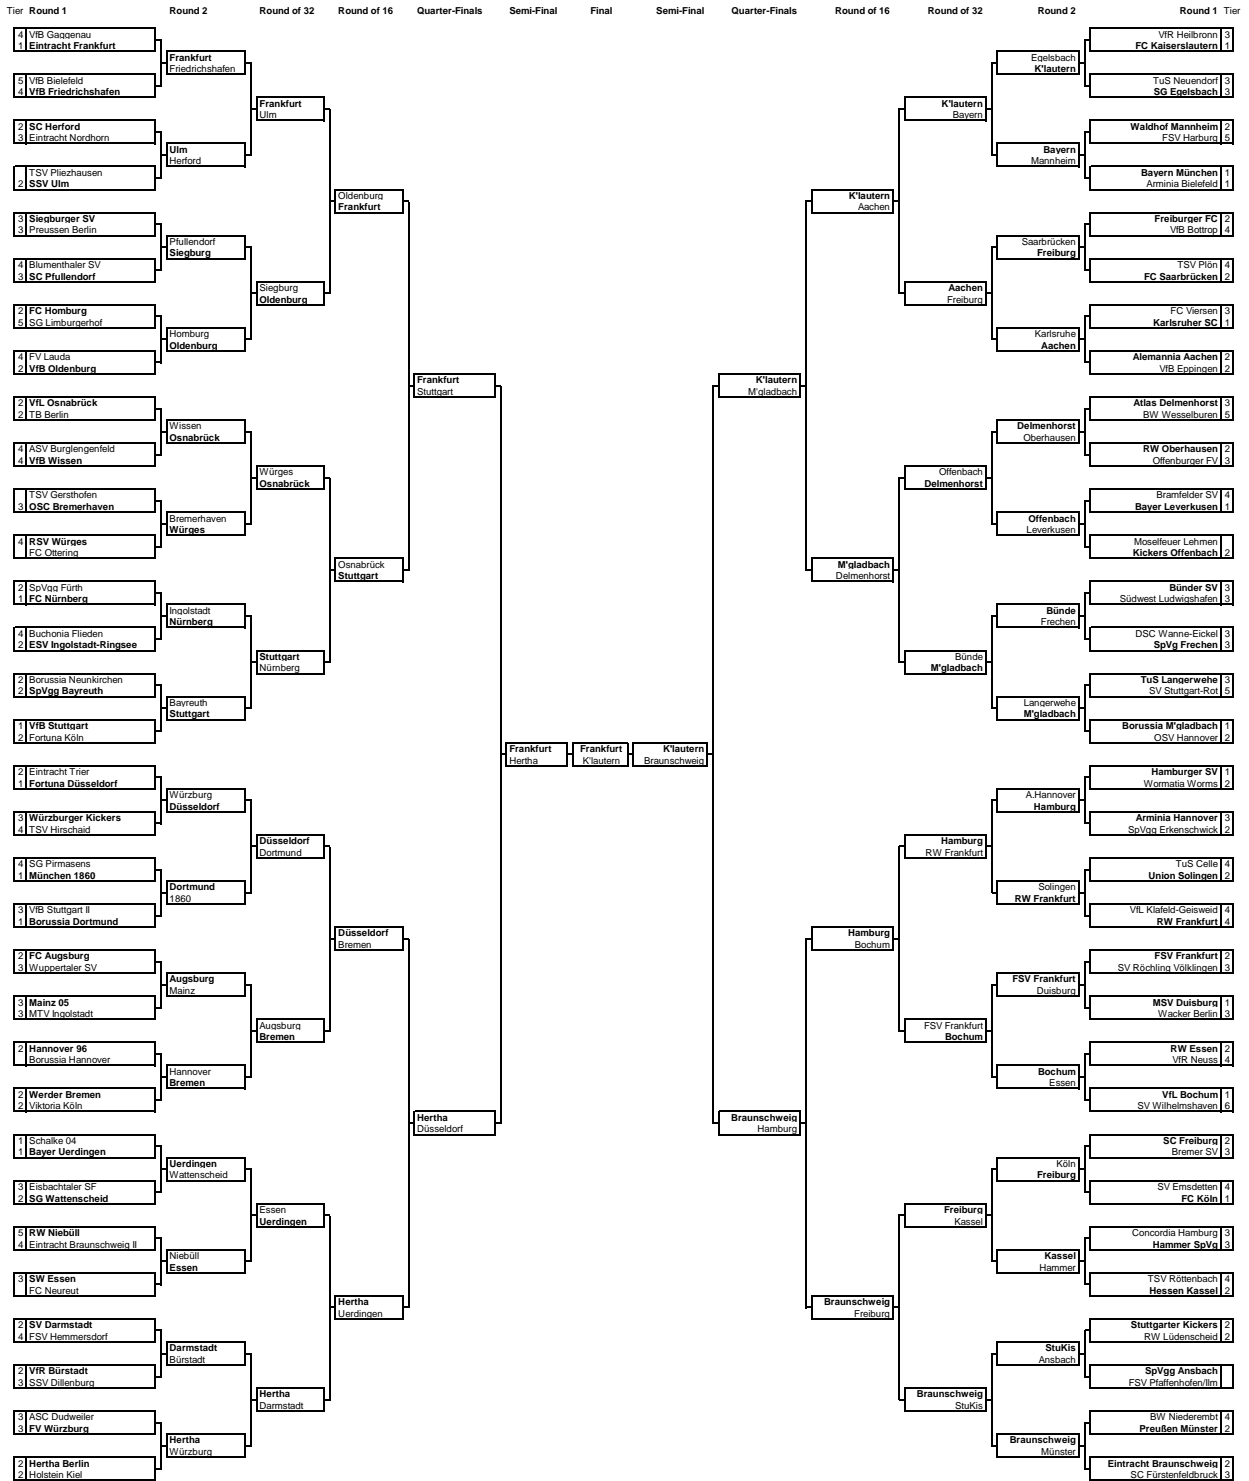 Tier Round 1 Round 2 Round of 32 Round of 16 Quarter-Finals Semi-Final Final Semi-Final Quarter-Finals Round of 16 Round of 32 Round 2 Round 1 Tier
4 VfB Gaggenau
1 Eintracht Frankfurt
5 VfB Bielefeld
4 VfB Friedrichshafen
2 SC Herford
3 Eintracht Nordhorn
TSV Pliezhausen
2 SSV Ulm
3 Siegburger SV
3 Preussen Berlin
4 Blumenthaler SV
3 SC Pfullendorf
2 FC Homburg
5 SG Limburgerhof
4 FV Lauda
2 VfB Oldenburg
2 VfL Osnabrück
2 TB Berlin
4 ASV Burglengenfeld
4 VfB Wissen
TSV Gersthofen
3 OSC Bremerhaven
4 RSV Würges
FC Ottering
2 SpVgg Fürth
1 FC Nürnberg
4 Buchonia Flieden
2 ESV Ingolstadt-Ringsee
2 Borussia Neunkirchen
2 SpVgg Bayreuth
1 VfB Stuttgart
2 Fortuna Köln
2 Eintracht Trier
1 Fortuna Düsseldorf
3 Würzburger Kickers
4 TSV Hirschaid
4 SG Pirmasens
1 München 1860
3 VfB Stuttgart II
1 Borussia Dortmund
2 FC Augsburg
3 Wuppertaler SV
3 Mainz 05
3 MTV Ingolstadt
2 Hannover 96
Borussia Hannover
2 Werder Bremen
2 Viktoria Köln
1 Schalke 04
1 Bayer Uerdingen
3 Eisbachtaler SF
2 SG Wattenscheid
5 RW Niebüll
4 Eintracht Braunschweig II
3 SW Essen
FC Neureut
2 SV Darmstadt
4 FSV Hemmersdorf
2 VfR Bürstadt
3 SSV Dillenburg
3 ASC Dudweiler
3 FV Würzburg
2 Hertha Berlin
2 Holstein Kiel
Frankfurt
Friedrichshafen
Ulm
Herford
Pfullendorf
Siegburg
Homburg
Oldenburg
Wissen
Osnabrück
Bremerhaven
Würges
Ingolstadt
Nürnberg
Bayreuth
Stuttgart
Würzburg
Düsseldorf
Dortmund
1860
Augsburg
Mainz
Hannover
Bremen
Uerdingen
Wattenscheid
Niebüll
Essen
Darmstadt
Bürstadt
Hertha
Würzburg
Frankfurt
Ulm
Siegburg
Oldenburg
Würges
Osnabrück
Stuttgart
Nürnberg
Düsseldorf
Dortmund
Augsburg
Bremen
Essen
Uerdingen
Hertha
Darmstadt
Oldenburg
Frankfurt
Osnabrück
Stuttgart
Düsseldorf
Bremen
Hertha
Uerdingen
Frankfurt
Stuttgart
Hertha
Düsseldorf
Frankfurt
Hertha
Frankfurt
K'lautern
K'lautern
Braunschweig
K'lautern
M'gladbach
Braunschweig
Hamburg
K'lautern
Aachen
M'gladbach
Delmenhorst
Hamburg
Bochum
Braunschweig
Freiburg
K'lautern
Bayern
Aachen
Freiburg
Offenbach
Delmenhorst
Bünde
M'gladbach
Hamburg
RW Frankfurt
FSV Frankfurt
Bochum
Freiburg
Kassel
Braunschweig
StuKis
Egelsbach
K'lautern
Bayern
Mannheim
Saarbrücken
Freiburg
Karlsruhe
Aachen
Delmenhorst
Oberhausen
Offenbach
Leverkusen
Bünde
Frechen
Langerwehe
M'gladbach
A.Hannover
Hamburg
Solingen
RW Frankfurt
FSV Frankfurt
Duisburg
Bochum
Essen
Köln
Freiburg
Kassel
Hammer
StuKis
Ansbach
Braunschweig
Münster
VfR Heilbronn 3
FC Kaiserslautern 1
TuS Neuendorf 3
SG Egelsbach 3
Waldhof Mannheim 2
FSV Harburg 5
Bayern München 1
Arminia Bielefeld 1
Freiburger FC 2
VfB Bottrop 4
TSV Plön 4
FC Saarbrücken 2
FC Viersen 3
Karlsruher SC 1
Alemannia Aachen 2
VfB Eppingen 2
Atlas Delmenhorst 3
BW Wesselburen 5
RW Oberhausen 2
Offenburger FV 3
Bramfelder SV 4
Bayer Leverkusen 1
Moselfeuer Lehmen
Kickers Offenbach 2
Bünder SV 3
Südwest Ludwigshafen 3
DSC Wanne-Eickel 3
SpVg Frechen 3
TuS Langerwehe 3
SV Stuttgart-Rot 5
Borussia M'gladbach 1
OSV Hannover 2
Hamburger SV 1
Wormatia Worms 2
Arminia Hannover 3
SpVgg Erkenschwick 2
TuS Celle 4
Union Solingen 2
VfL Klafeld-Geisweid 4
RW Frankfurt 4
FSV Frankfurt 2
SV Röchling Völklingen 3
MSV Duisburg 1
Wacker Berlin 3
RW Essen 2
VfR Neuss 4
VfL Bochum 1
SV Wilhelmshaven 6
SC Freiburg 2
Bremer SV 3
SV Emsdetten 4
FC Köln 1
Concordia Hamburg 3
Hammer SpVg 3
TSV Röttenbach 4
Hessen Kassel 2
Stuttgarter Kickers 2
RW Lüdenscheid 2
SpVgg Ansbach
FSV Pfaffenhofen/Ilm
BW Niederembt 4
Preußen Münster 2
Eintracht Braunschweig 2
SC Fürstenfeldbruck 3